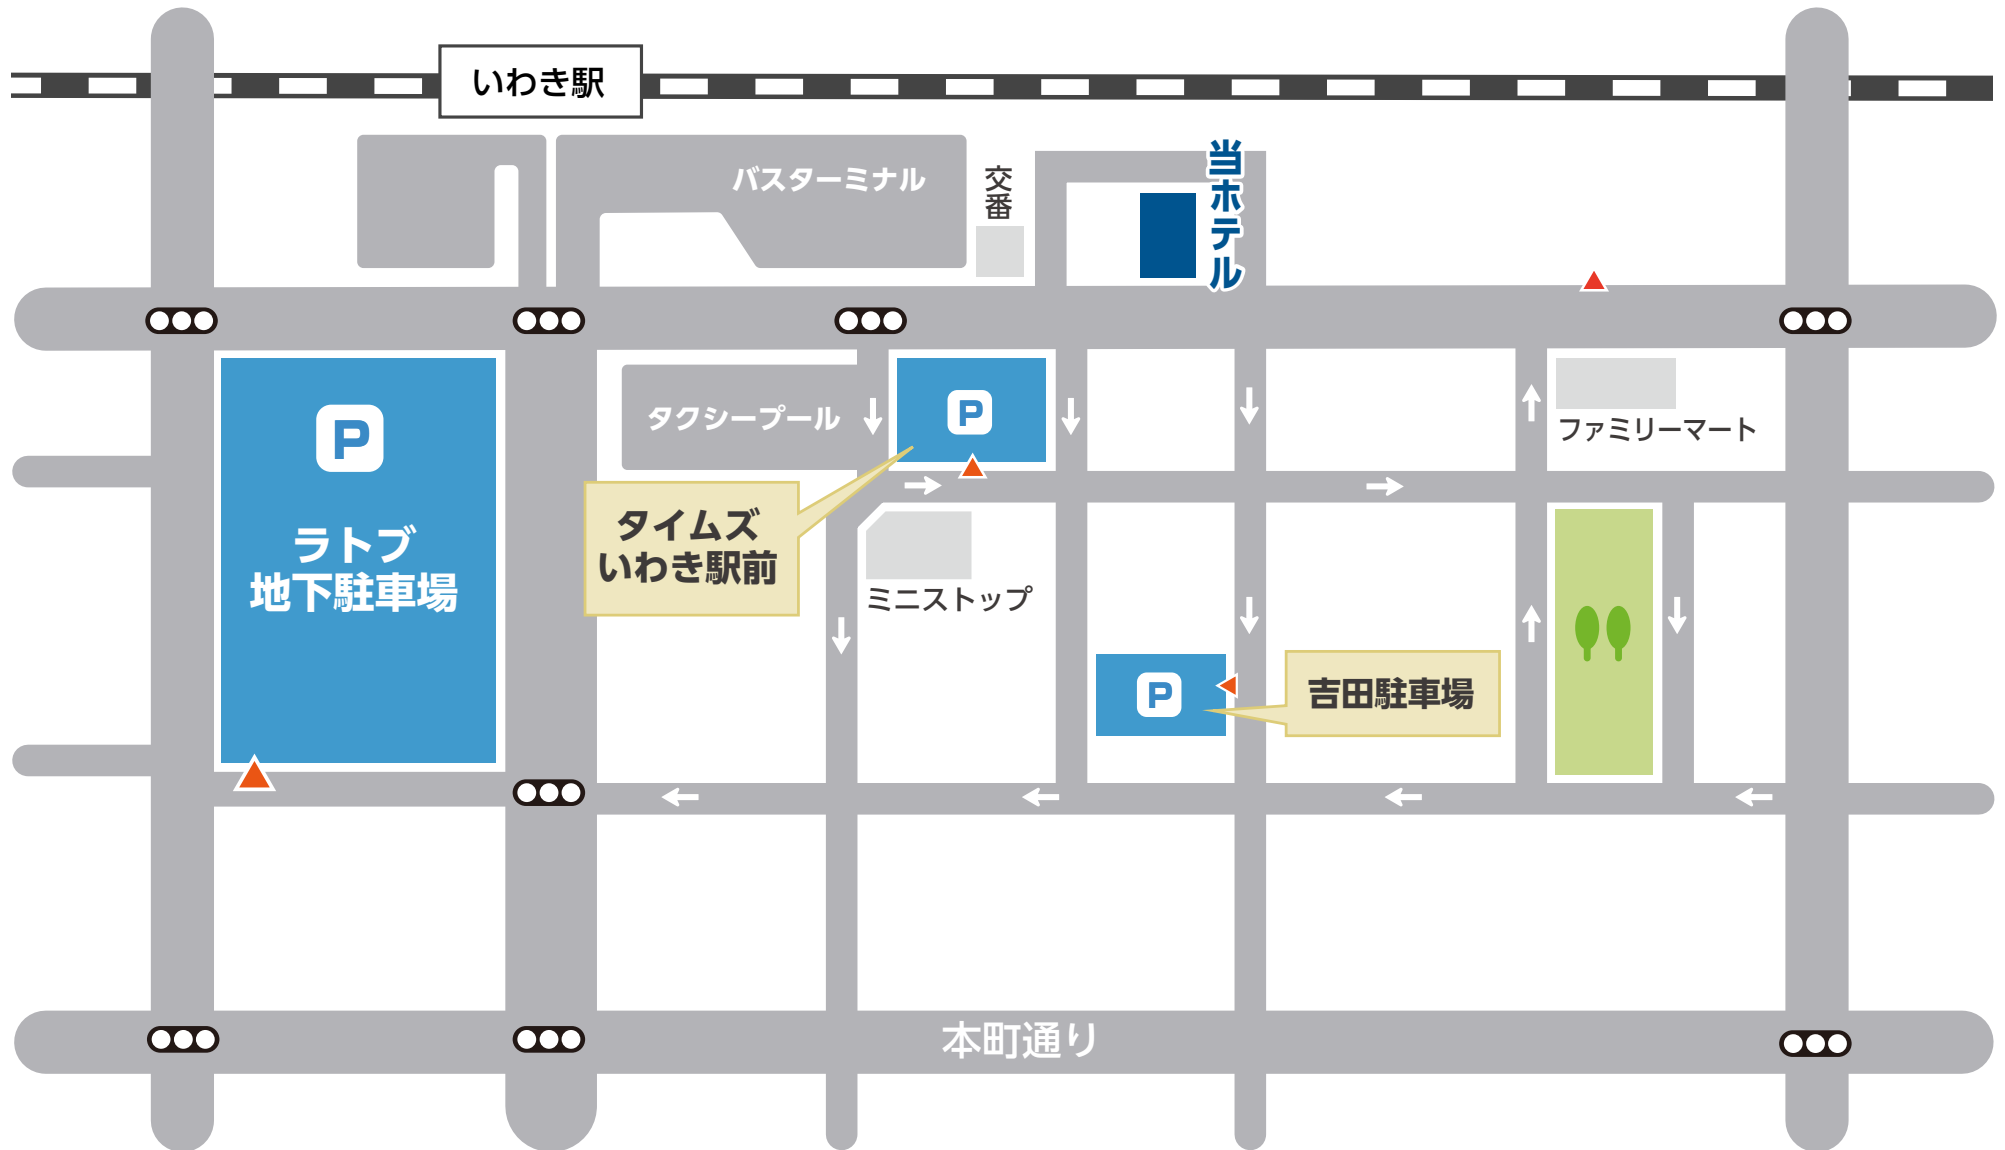 いわき駅
バスターミナル
交番
当ホテル
P
ラトブ
地下駐車場
タクシープール
P
タイムズ
いわき駅前
ファミリーマート
ミニストップ
P
吉田駐車場
本町通り